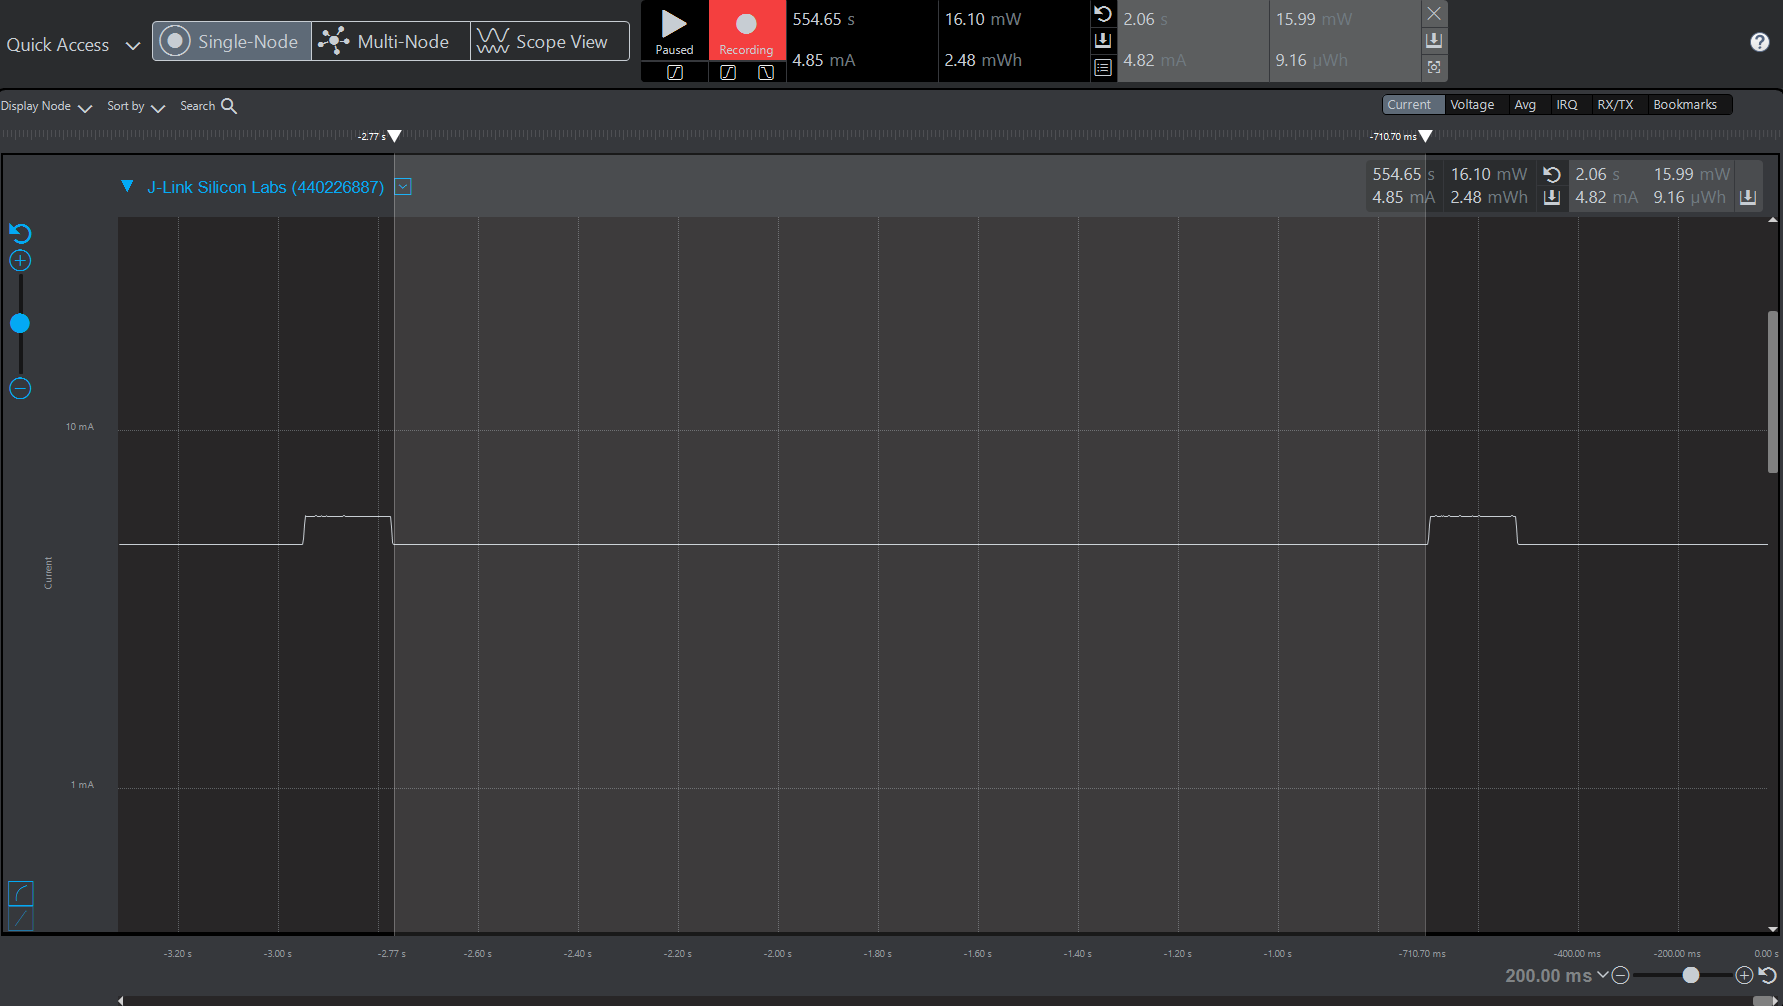 Quick Access
Single-Node
Multi-Node
Scope View
Paused
Recording
554.65 s
16.10 mW
4.85 mA
2.48 mWh
2.06 s
15.99 mW
4.82 mA
9.16 µWh
Display Node
Sort by
Search
Current
Voltage
Avg
IRQ
RX/TX
Bookmarks
-2.77 s
-710.70 ms
J-Link Silicon Labs (440226887)
554.65 s
16.10 mW
2.06 s
15.99 mW
4.85 mA
2.48 mWh
4.82 mA
9.16 µWh
10 mA
Current
1 mA
-3.20 s
-3.00 s
-2.77 s
-2.60 s
-2.40 s
-2.20 s
-2.00 s
-1.80 s
-1.60 s
-1.40 s
-1.20 s
-1.00 s
-710.70 ms
-400.00 ms
-200.00 ms
0.00 s
200.00 ms